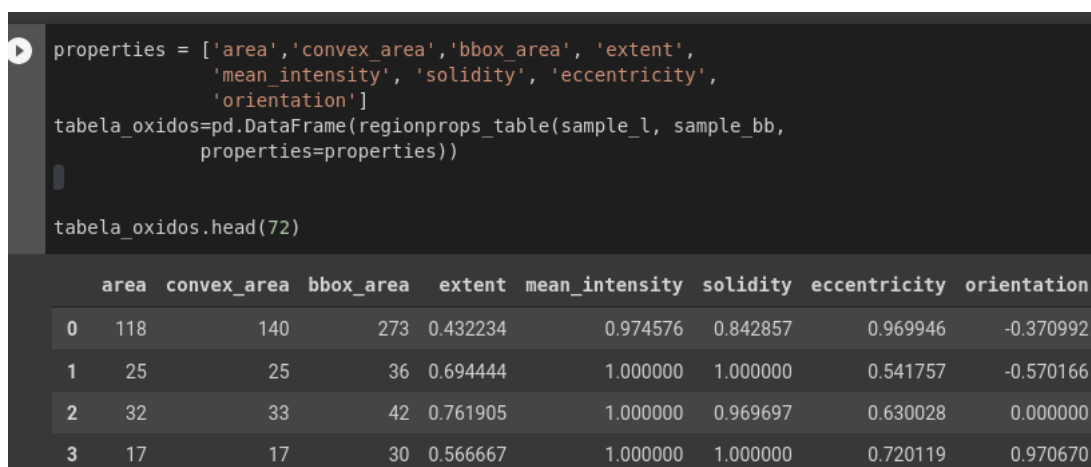 properties = ['area','convex_area','bbox_area', 'extent',
'mean_intensity', 'solidity', 'eccentricity',
'orientation']
tabela_oxidos=pd.DataFrame(regionprops_table(sample_l, sample_bb,
properties=properties))
tabela_oxidos.head(72)
area convex_area bbox_area extent mean_intensity solidity eccentricity orientation
0 118 140 273 0.432234 0.974576 0.842857 0.969946 -0.370992
1 25 25 36 0.694444 1.000000 1.000000 0.541757 -0.570166
2 32 33 42 0.761905 1.000000 0.969697 0.630028 0.000000
3 17 17 30 0.566667 1.000000 1.000000 0.720119 0.970670